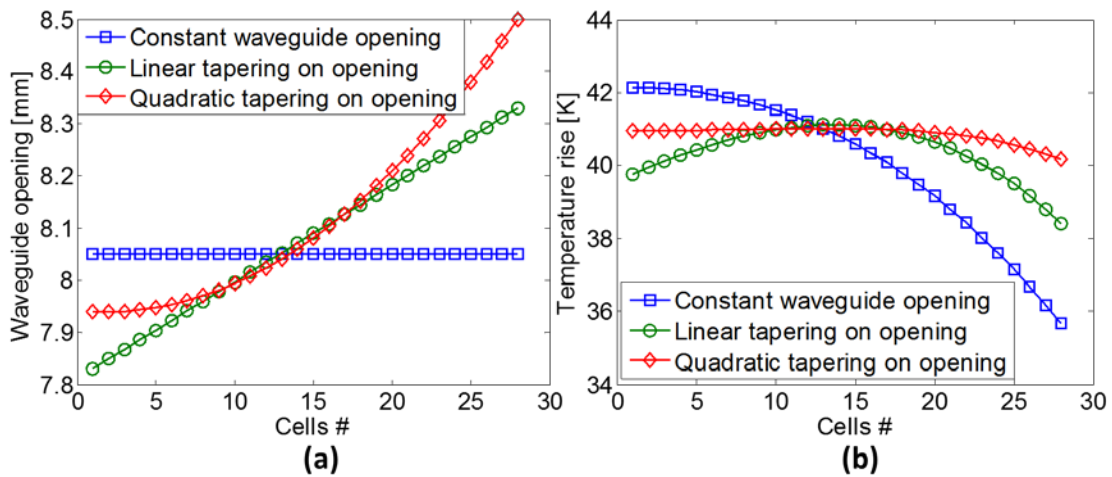 8.5
8.4
8.3
8.2
8.1
8
7.9
7.8
Waveguide opening [mm]
Constant waveguide opening
Linear tapering on opening
Quadratic tapering on opening
0 5 10 15 20 25 30
Cells #
(a)
44
42
40
38
36
34
Temperature rise [K]
Constant waveguide opening
Linear tapering on opening
Quadratic tapering on opening
0 5 10 15 20 25 30
Cells #
(b)